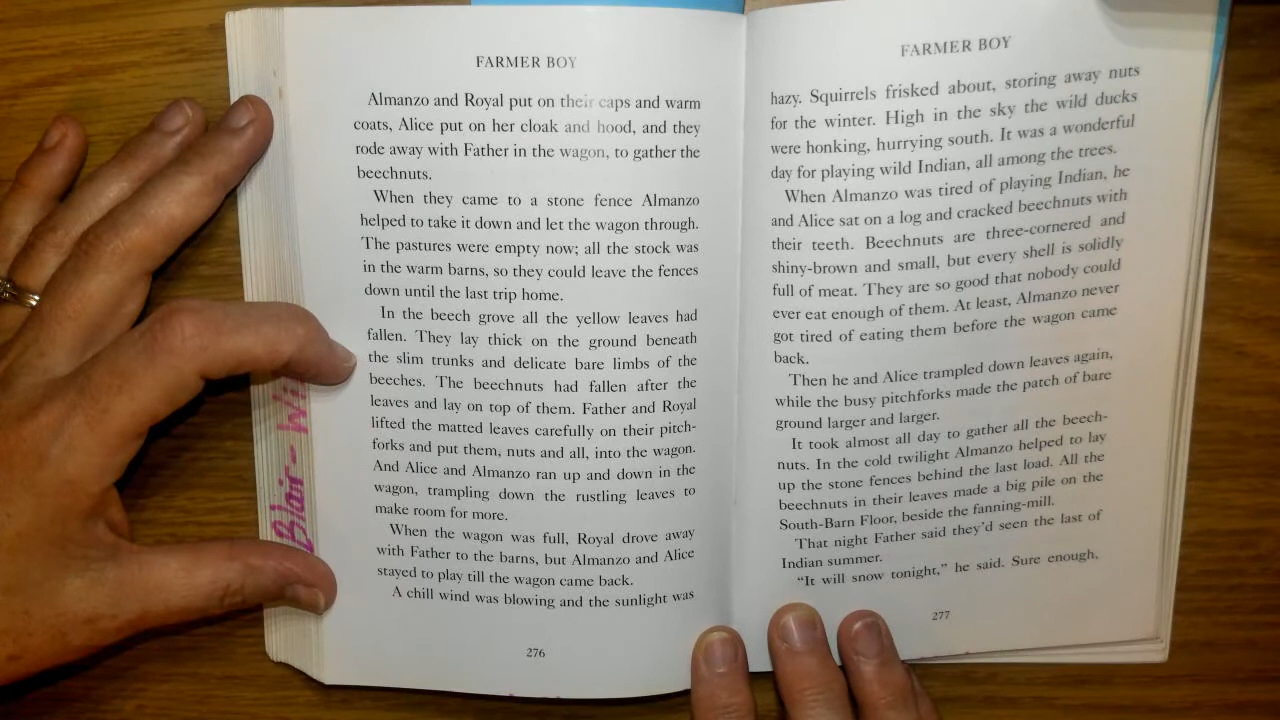 FARMER BOY
Almanzo and Royal put on their caps and warm
coats, Alice put on her cloak and hood, and they
rode away with Father in the wagon, to gather the
beechnuts.
When they came to a stone fence Almanzo
helped to take it down and let the wagon through.
The pastures were empty now; all the stock was
in the warm barns, so they could leave the fences
down until the last trip home.
In the beech grove all the yellow leaves had
fallen. They lay thick on the ground beneath
the slim trunks and delicate bare limbs of the
beeches. The beechnuts had fallen after the
leaves and lay on top of them. Father and Royal
lifted the matted leaves carefully on their pitch-
forks and put them, nuts and all, into the wagon.
And Alice and Almanzo ran up and down in the
wagon, trampling down the rustling leaves to
make room for more.
When the wagon was full, Royal drove away
with Father to the barns, but Almanzo and Alice
stayed to play till the wagon came back.
A chill wind was blowing and the sunlight was
276
FARMER BOY
hazy. Squirrels frisked about, storing away nuts
for the winter. High in the sky the wild ducks
were honking, hurrying south. It was a wonderful
day for playing wild Indian, all among the trees.
When Almanzo was tired of playing Indian, he
and Alice sat on a log and cracked beechnuts with
their teeth. Beechnuts are three-cornered and
shiny-brown and small, but every shell is solidly
full of meat. They are so good that nobody could
ever eat enough of them. At least, Almanzo never
got tired of eating them before the wagon came
back.
Then he and Alice trampled down leaves again,
while the busy pitchforks made the patch of bare
ground larger and larger.
It took almost all day to gather all the beech-
nuts. In the cold twilight Almanzo helped to lay
up the stone fences behind the last load. All the
beechnuts in their leaves made a big pile on the
South-Barn Floor, beside the fanning-mill.
That night Father said they'd seen the last of
Indian summer.
"It will snow tonight," he said. Sure enough,
277
Blair-